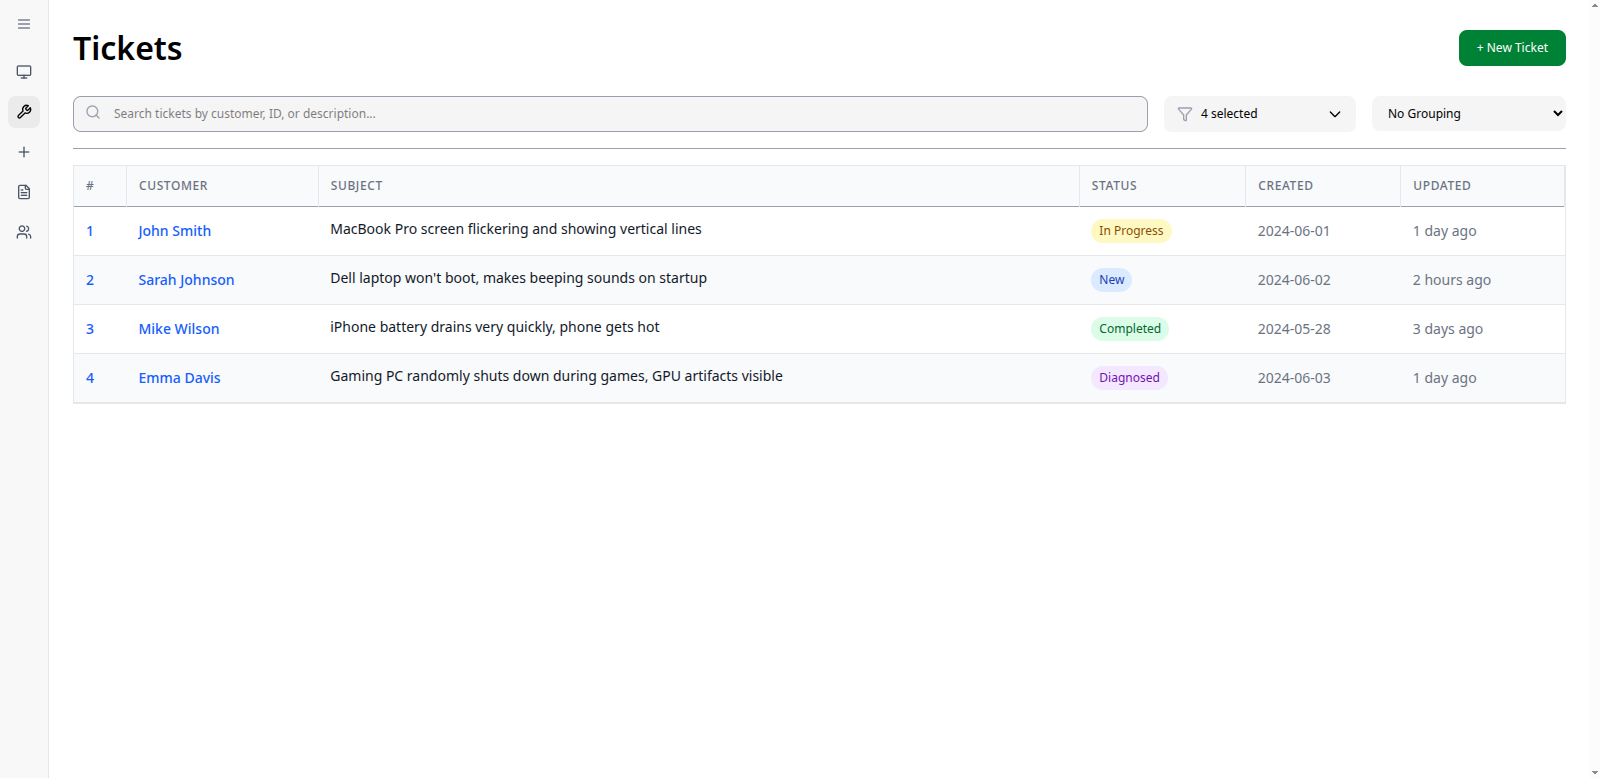 Tickets
+ New Ticket
Search tickets by customer, ID, or description...
4 selected
No Grouping
# CUSTOMER SUBJECT STATUS CREATED UPDATED
1 John Smith MacBook Pro screen flickering and showing vertical lines In Progress 2024-06-01 1 day ago
2 Sarah Johnson Dell laptop won't boot, makes beeping sounds on startup New 2024-06-02 2 hours ago
3 Mike Wilson iPhone battery drains very quickly, phone gets hot Completed 2024-05-28 3 days ago
4 Emma Davis Gaming PC randomly shuts down during games, GPU artifacts visible Diagnosed 2024-06-03 1 day ago